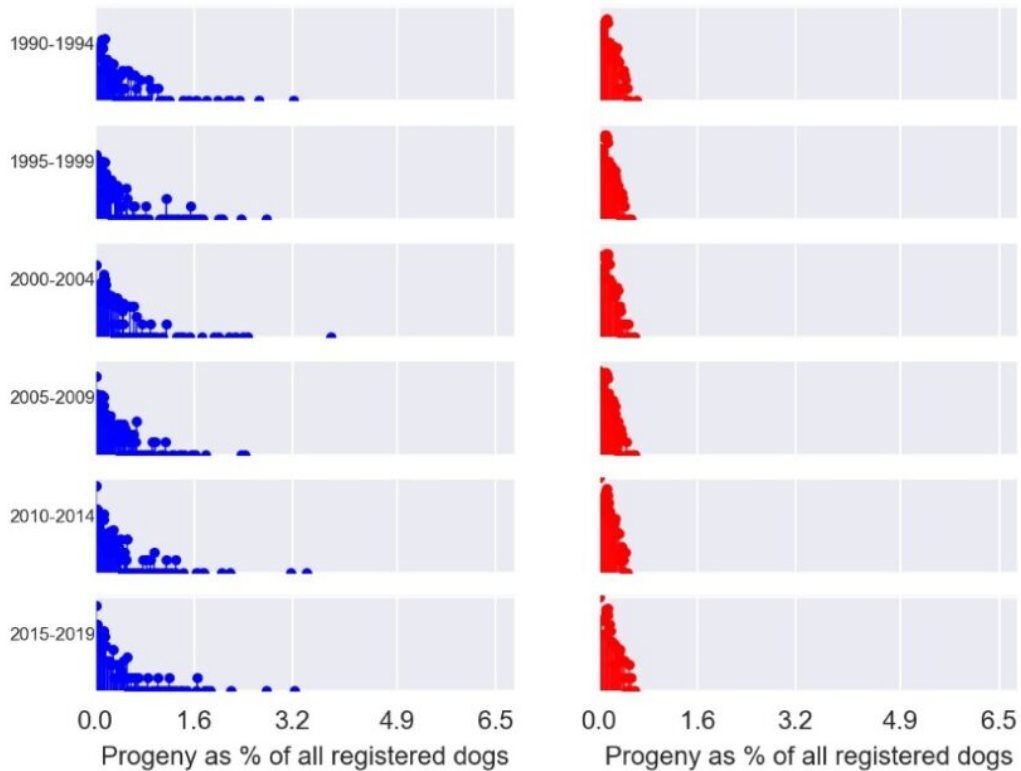 1990-1994
1995-1999
2000-2004
2005-2009
2010-2014
2015-2019
0.0 1.6 3.2 4.9 6.5
0.0 1.6 3.2 4.9 6.5
Progeny as % of all registered dogs
Progeny as % of all registered dogs